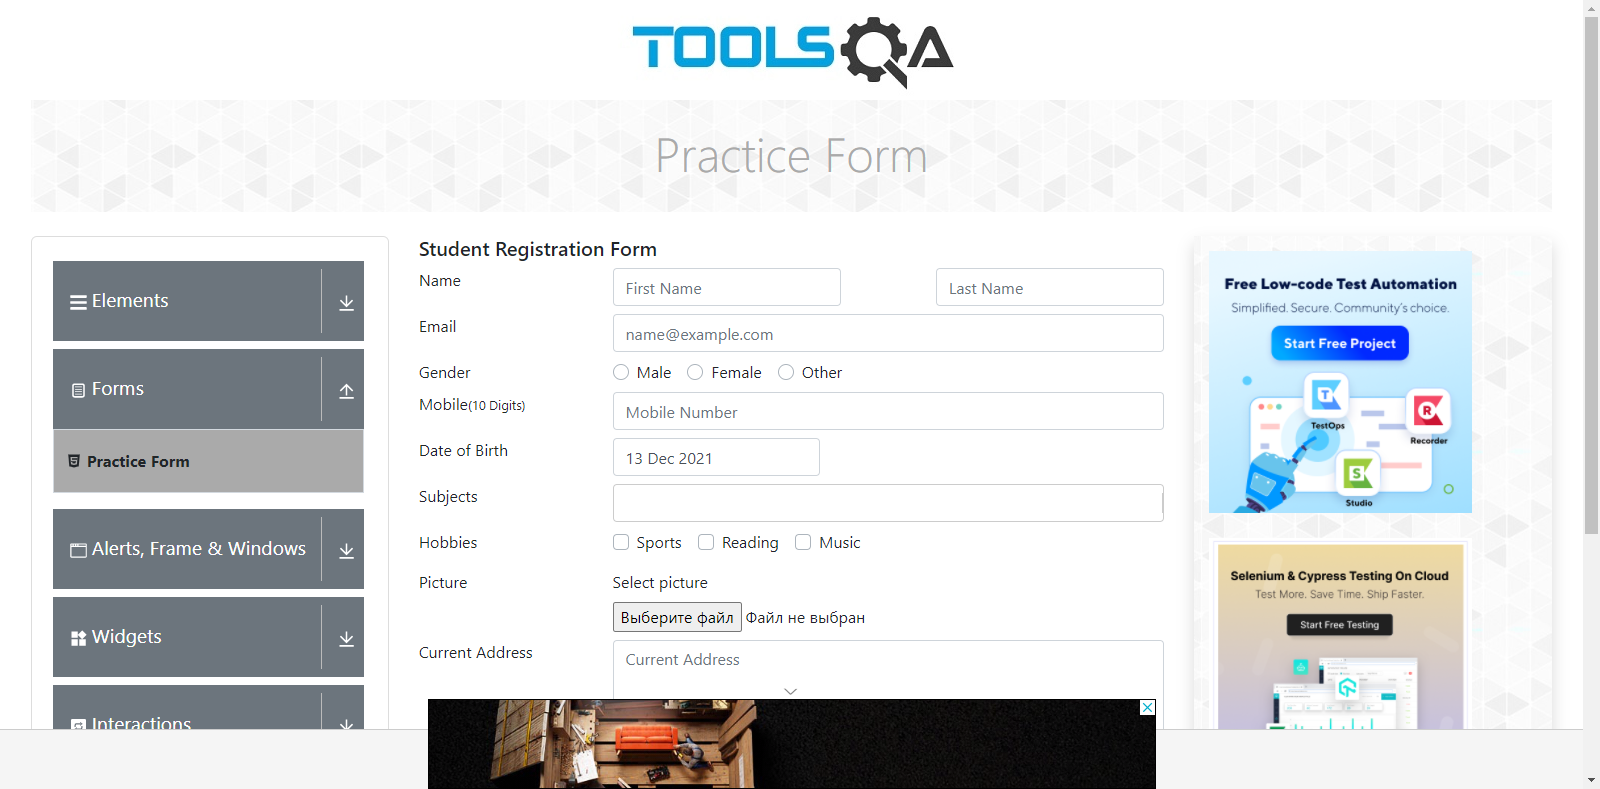 TOOLSQA
Practice Form
Elements
Forms
Practice Form
Alerts, Frame & Windows
Widgets
Interactions
Student Registration Form
Name
First Name
Last Name
Email
name@example.com
Gender
Male
Female
Other
Mobile(10 Digits)
Mobile Number
Date of Birth
13 Dec 2021
Subjects
Hobbies
Sports
Reading
Music
Picture
Select picture
Выберите файл Файл не выбран
Current Address
Current Address
Free Low-code Test Automation
Simplified. Secure. Community's choice.
Start Free Project
T
TestOps
R
Recorder
S
Studio
Selenium & Cypress Testing On Cloud
Test More. Save Time. Ship Faster.
Start Free Testing